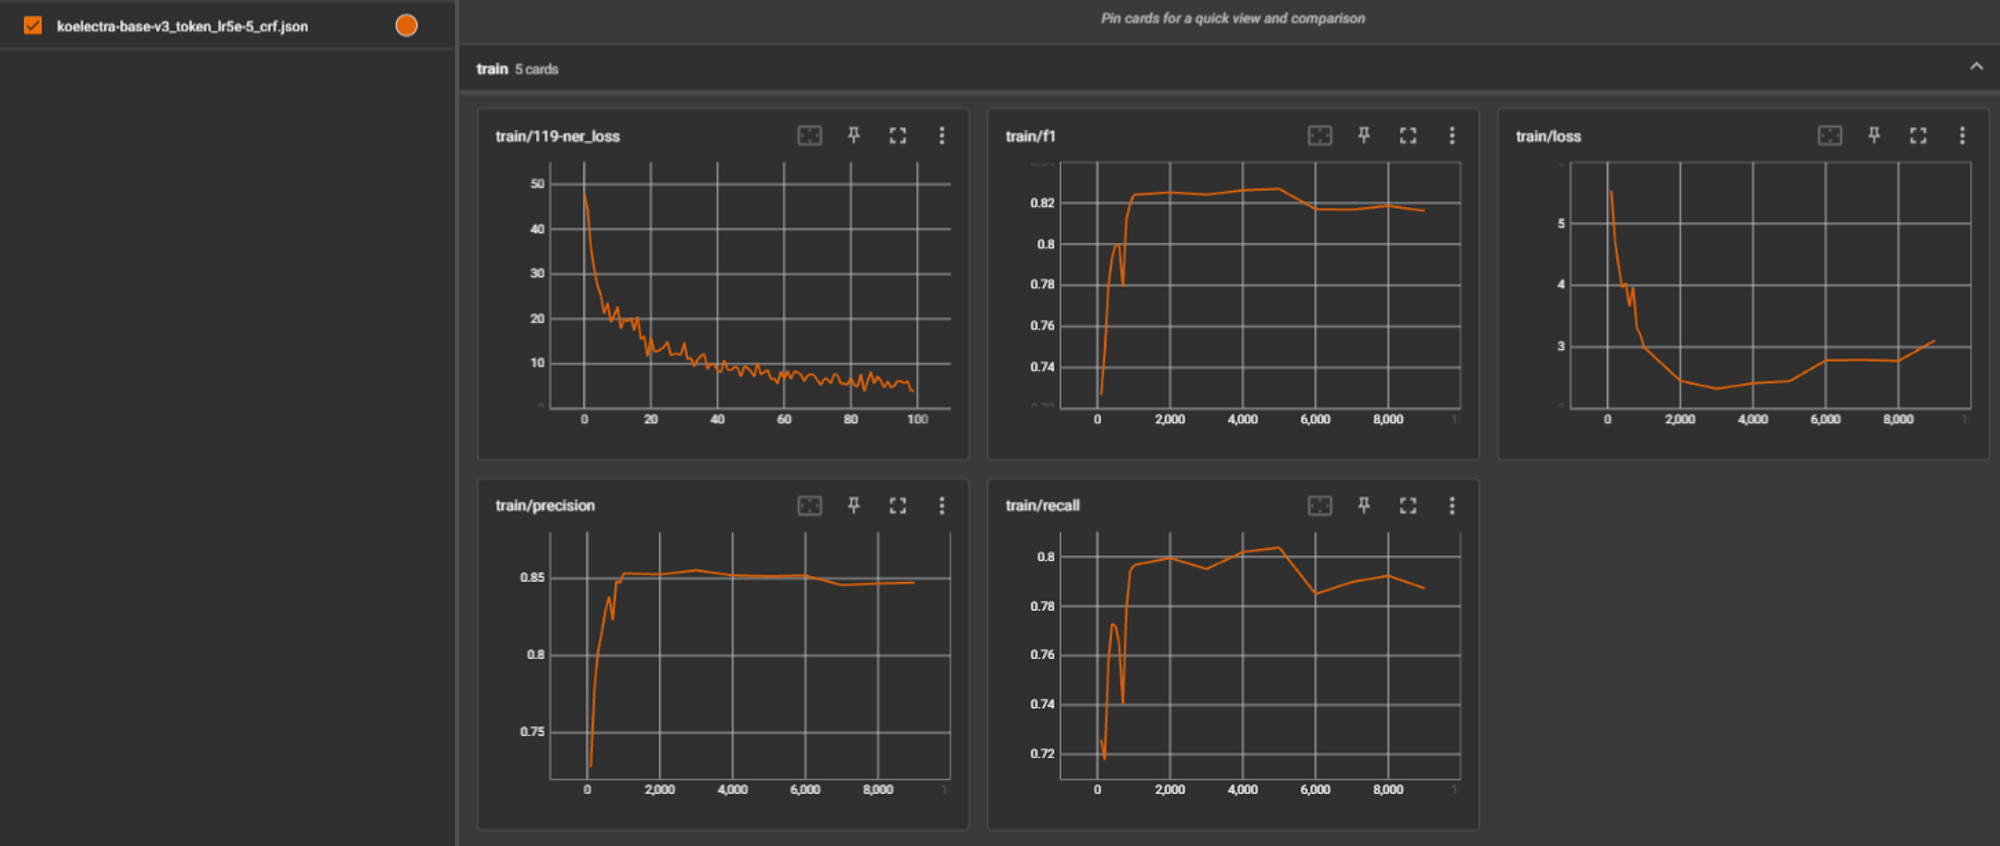 koelectra-base-v3_token_lr5e-5_crf.json
Pin cards for a quick view and comparison
train 5 cards
train/119-ner_loss
50
40
30
20
10
0 20 40 60 80 100
train/f1
0.82
0.8
0.78
0.76
0.74
0 2,000 4,000 6,000 8,000
train/loss
5
4
3
0 2,000 4,000 6,000 8,000
train/precision
0.85
0.8
0.75
0 2,000 4,000 6,000 8,000
train/recall
0.8
0.78
0.76
0.74
0.72
0 2,000 4,000 6,000 8,000